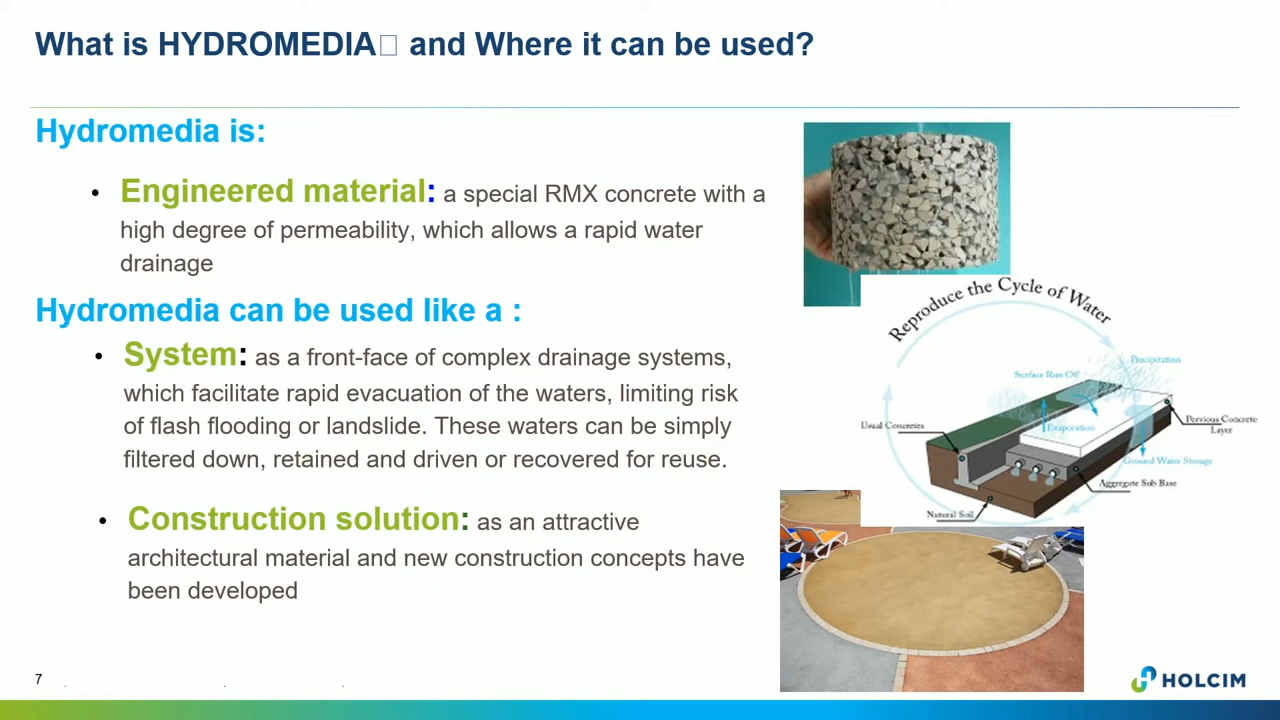 What is HYDROMEDIA□ and Where it can be used?
Hydromedia is:
• Engineered material: a special RMX concrete with a
high degree of permeability, which allows a rapid water
drainage
Hydromedia can be used like a :
• System: as a front-face of complex drainage systems,
which facilitate rapid evacuation of the waters, limiting risk
of flash flooding or landslide. These waters can be simply
filtered down, retained and driven or recovered for reuse.
• Construction solution: as an attractive
architectural material and new construction concepts have
been developed
Reproduce the Cycle of Water
Precipitation
Surface Run Off
Usual Concretes
Evaporation
Pervious Concrete
Layer
Ground Water Storage
Aggregate Sub Base
Natural Soil
7
HOLCIM